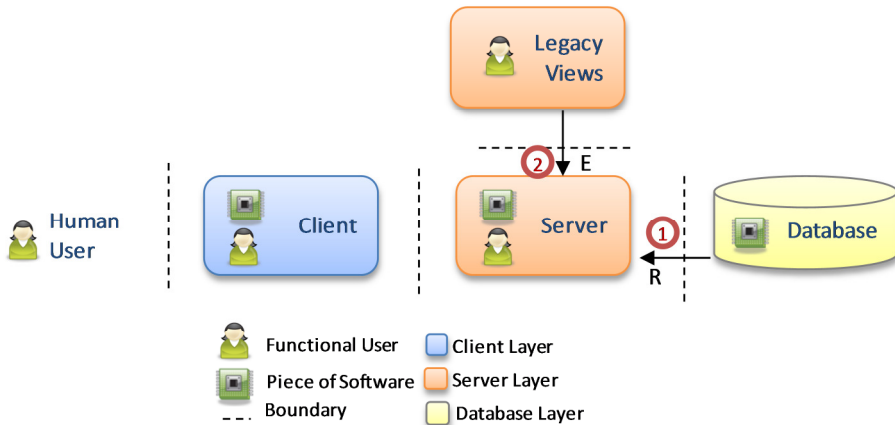 Legacy
Views
2
E
Human
User
Client
Server
1
Database
R
Functional User
Client Layer
Piece of Software
Server Layer
Boundary
Database Layer